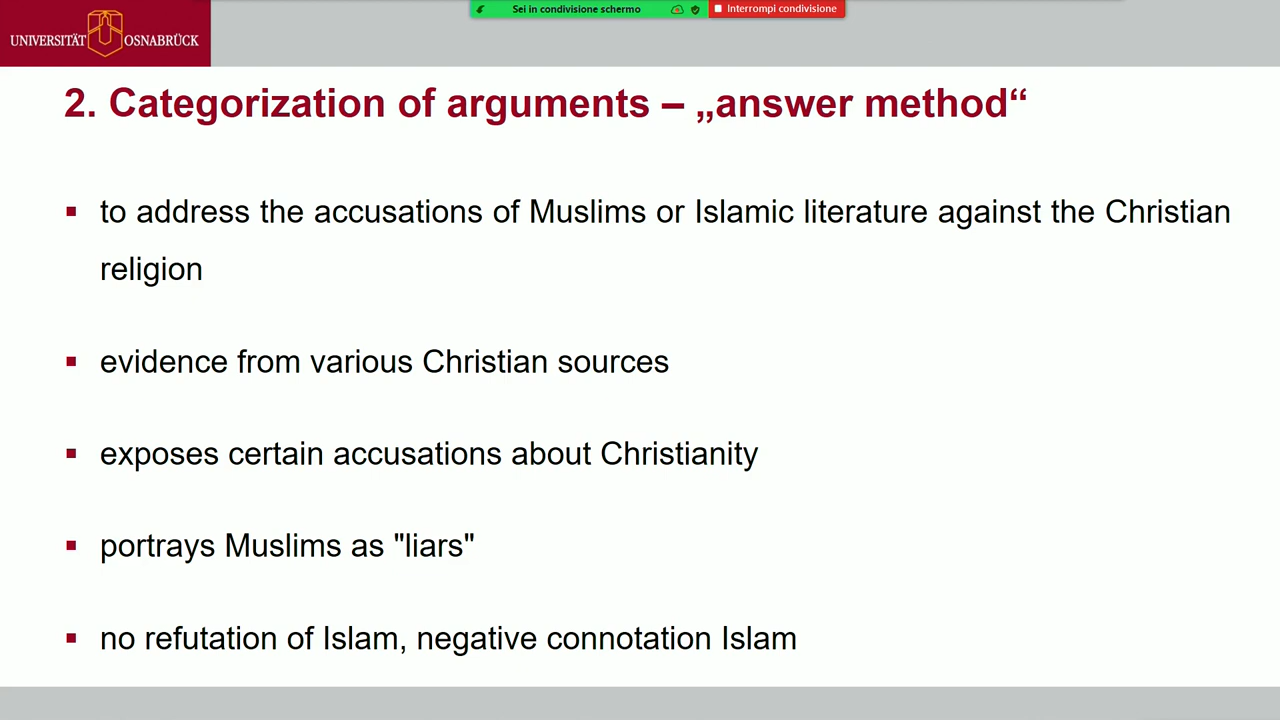 Sei in condivisione schermo
Interrompi condivisione
UNIVERSITÄT OSNABRÜCK
2. Categorization of arguments – „answer method“
▪ to address the accusations of Muslims or Islamic literature against the Christian
religion
▪ evidence from various Christian sources
▪ exposes certain accusations about Christianity
▪ portrays Muslims as "liars"
▪ no refutation of Islam, negative connotation Islam